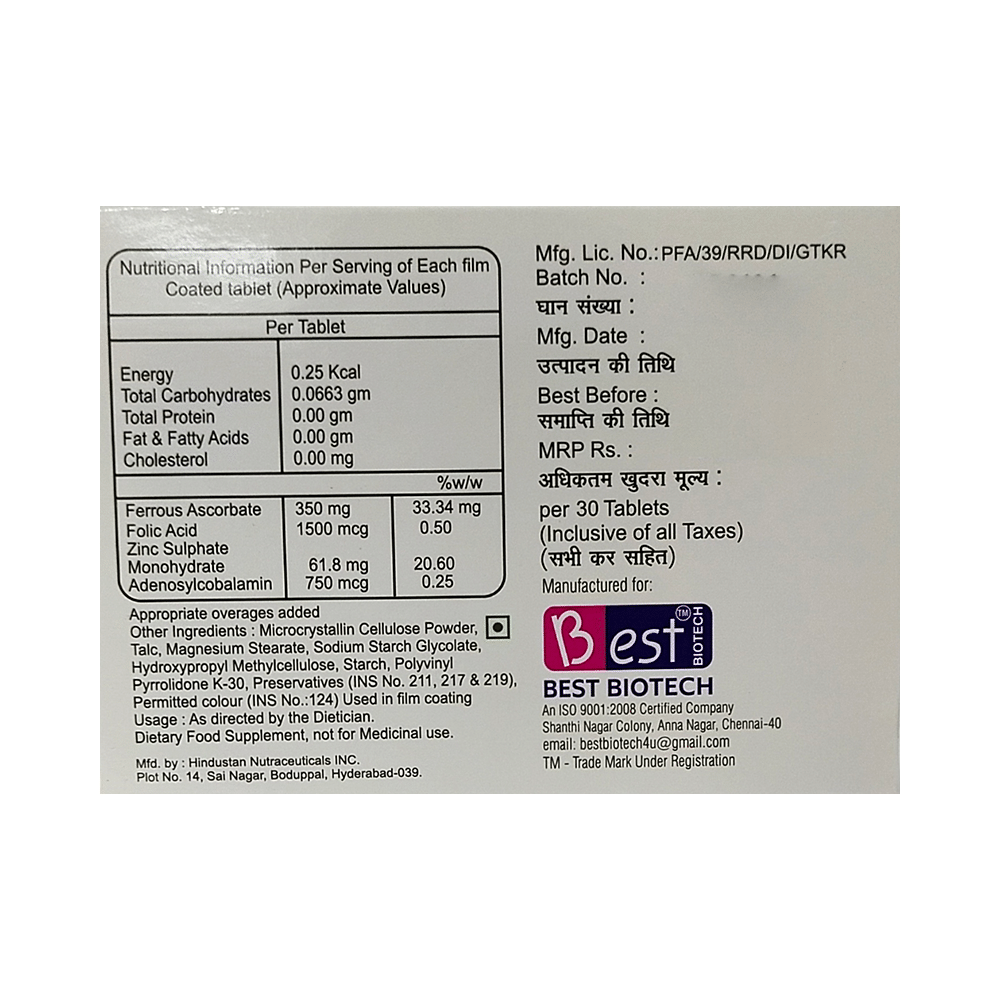 Nutritional Information Per Serving of Each film
Coated tablet (Approximate Values)
Per Tablet
Energy 0.25 Kcal
Total Carbohydrates 0.0663 gm
Total Protein 0.00 gm
Fat & Fatty Acids 0.00 gm
Cholesterol 0.00 mg
%w/w
Ferrous Ascorbate 350 mg 33.34 mg
Folic Acid 1500 mcg 0.50
Zinc Sulphate
Monohydrate 61.8 mg 20.60
Adenosylcobalamin 750 mcg 0.25
Appropriate overages added
Other Ingredients : Microcrystallin Cellulose Powder,
Talc, Magnesium Stearate, Sodium Starch Glycolate,
Hydroxypropyl Methylcellulose, Starch, Polyvinyl
Pyrrolidone K-30, Preservatives (INS No. 211, 217 & 219),
Permitted colour (INS No.:124) Used in film coating
Usage : As directed by the Dietician.
Dietary Food Supplement, not for Medicinal use.
Mfd. by : Hindustan Nutraceuticals INC.
Plot No. 14, Sai Nagar, Boduppal, Hyderabad-039.
Mfg. Lic. No.:PFA/39/RRD/DI/GTKR
Batch No. :
घान संख्या :
Mfg. Date :
उत्पादन की तिथि
Best Before :
समाप्ति की तिथि
MRP Rs. :
अधिकतम खुदरा मूल्य :
per 30 Tablets
(Inclusive of all Taxes)
(सभी कर सहित)
Manufactured for:
Best TM BIOTECH
BEST BIOTECH
An ISO 9001:2008 Certified Company
Shanthi Nagar Colony, Anna Nagar, Chennai-40
email: bestbiotech4u@gmail.com
TM - Trade Mark Under Registration